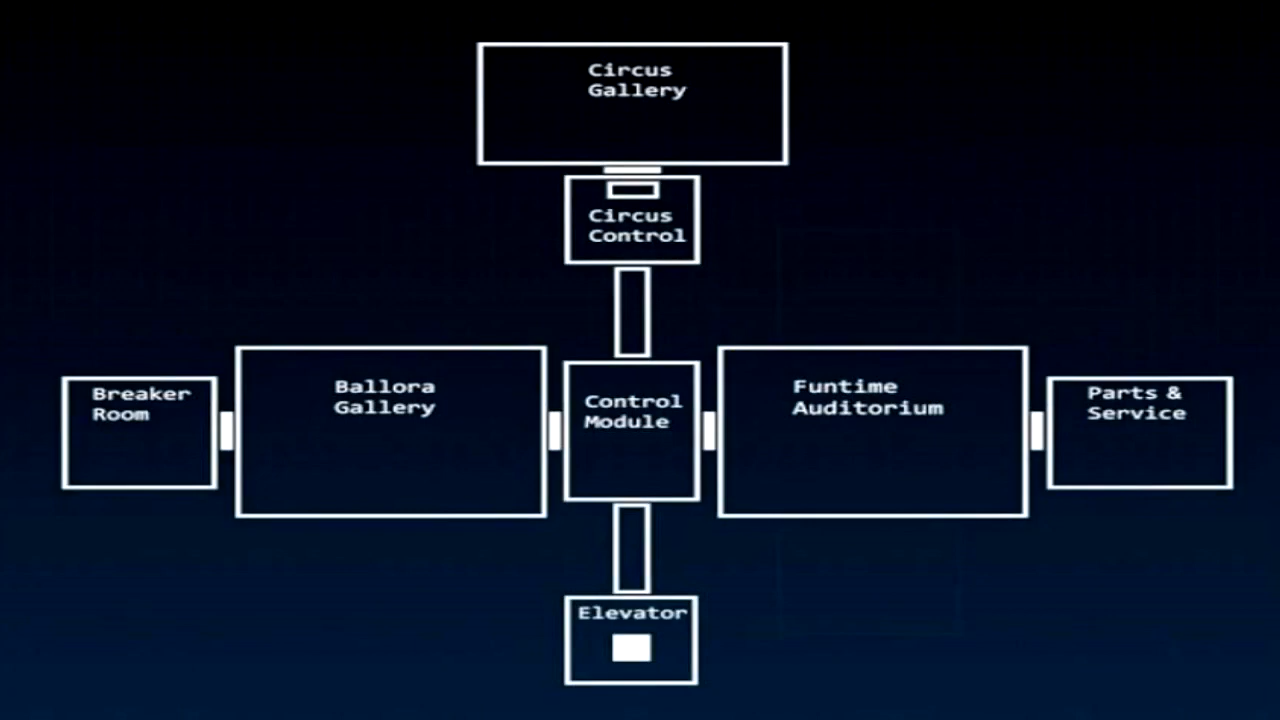 Circus
Gallery
Circus
Control
Breaker
Room
Ballora
Gallery
Control
Module
Funtime
Auditorium
Parts &
Service
Elevator